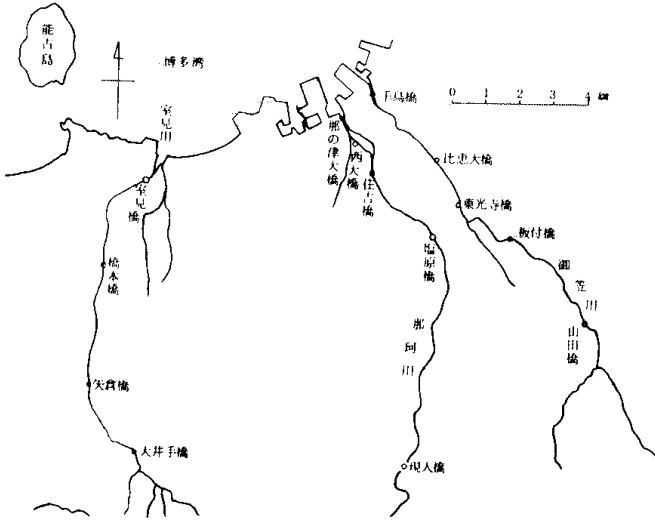 能古島
博多湾
0 1 2 3 4 km
室見川
室見橋
橋本橋
矢倉橋
大井手橋
那の津大橋
西大橋
住吉橋
塩原橋
那珂川
現人橋
千鳥橋
比恵大橋
東光寺橋
板付橋
御笠川
山田橋